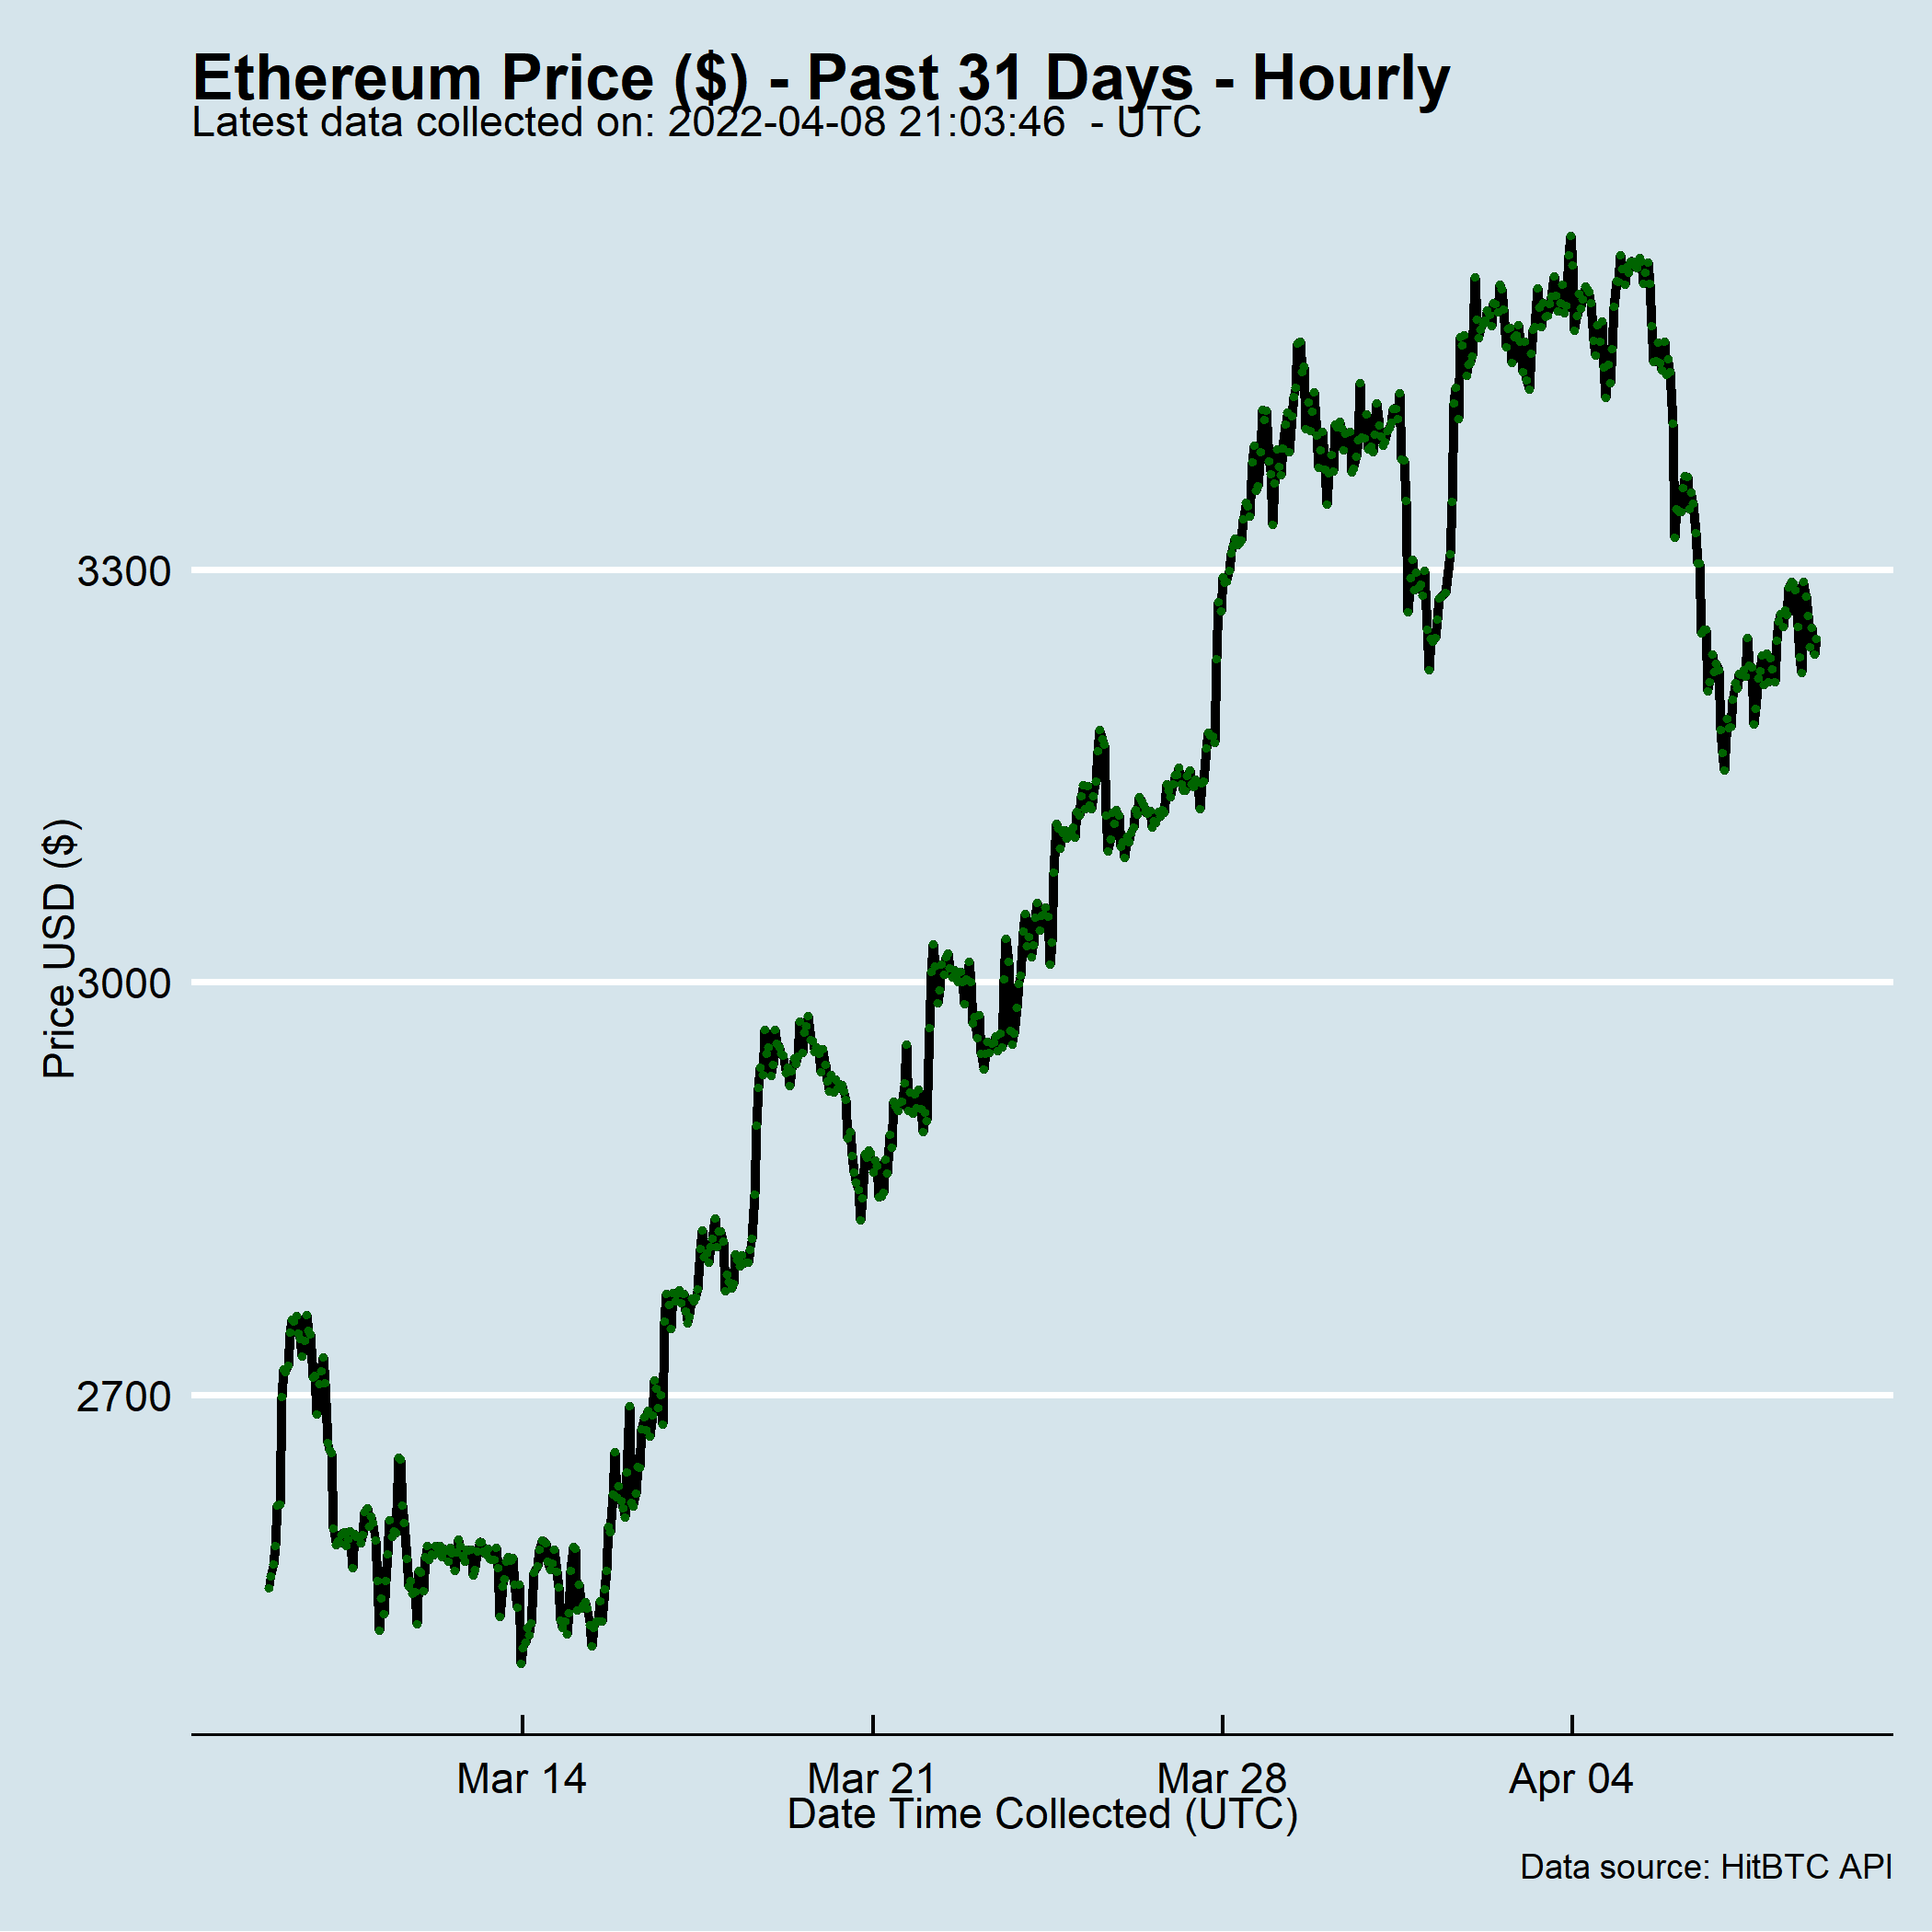 Ethereum Price ($) - Past 31 Days - Hourly
Latest data collected on: 2022-04-08 21:03:46  - UTC
Price USD ($)
3300
3000
2700
Mar 14
Mar 21
Mar 28
Apr 04
Date Time Collected (UTC)
Data source: HitBTC API